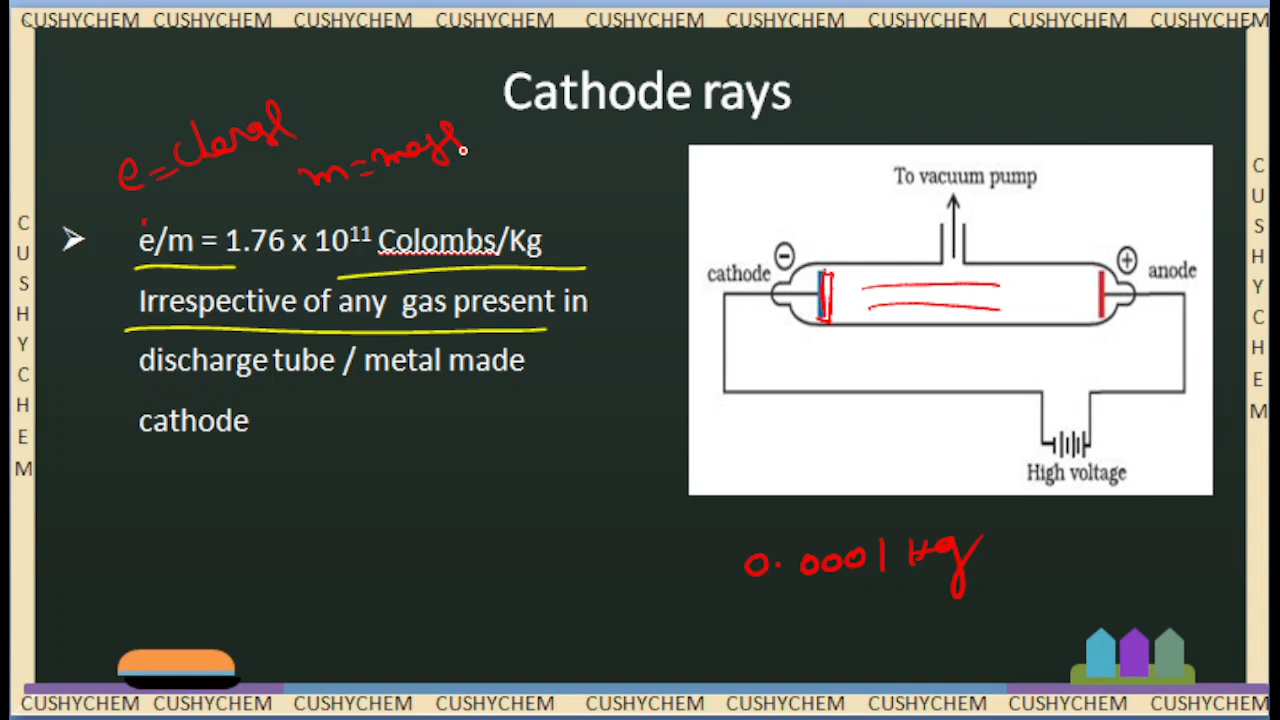 CUSHYCHEM CUSHYCHEM CUSHYCHEM CUSHYCHEM CUSHYCHEM CUSHYCHEM CUSHYCHEM CUSHYCHEM CUSHYCHEM
Cathode rays
e = charge m = mass
➢ e/m = 1.76 x 10¹¹ Colombs/Kg
Irrespective of any gas present in
discharge tube / metal made
cathode
To vacuum pump
cathode − + anode
High voltage
0.0001 Kg
CUSHYCHEM
CUSHYCHEM
CUSHYCHEM CUSHYCHEM CUSHYCHEM CUSHYCHEM CUSHYCHEM CUSHYCHEM CUSHYCHEM CUSHYCHEM CUSHYCHEM